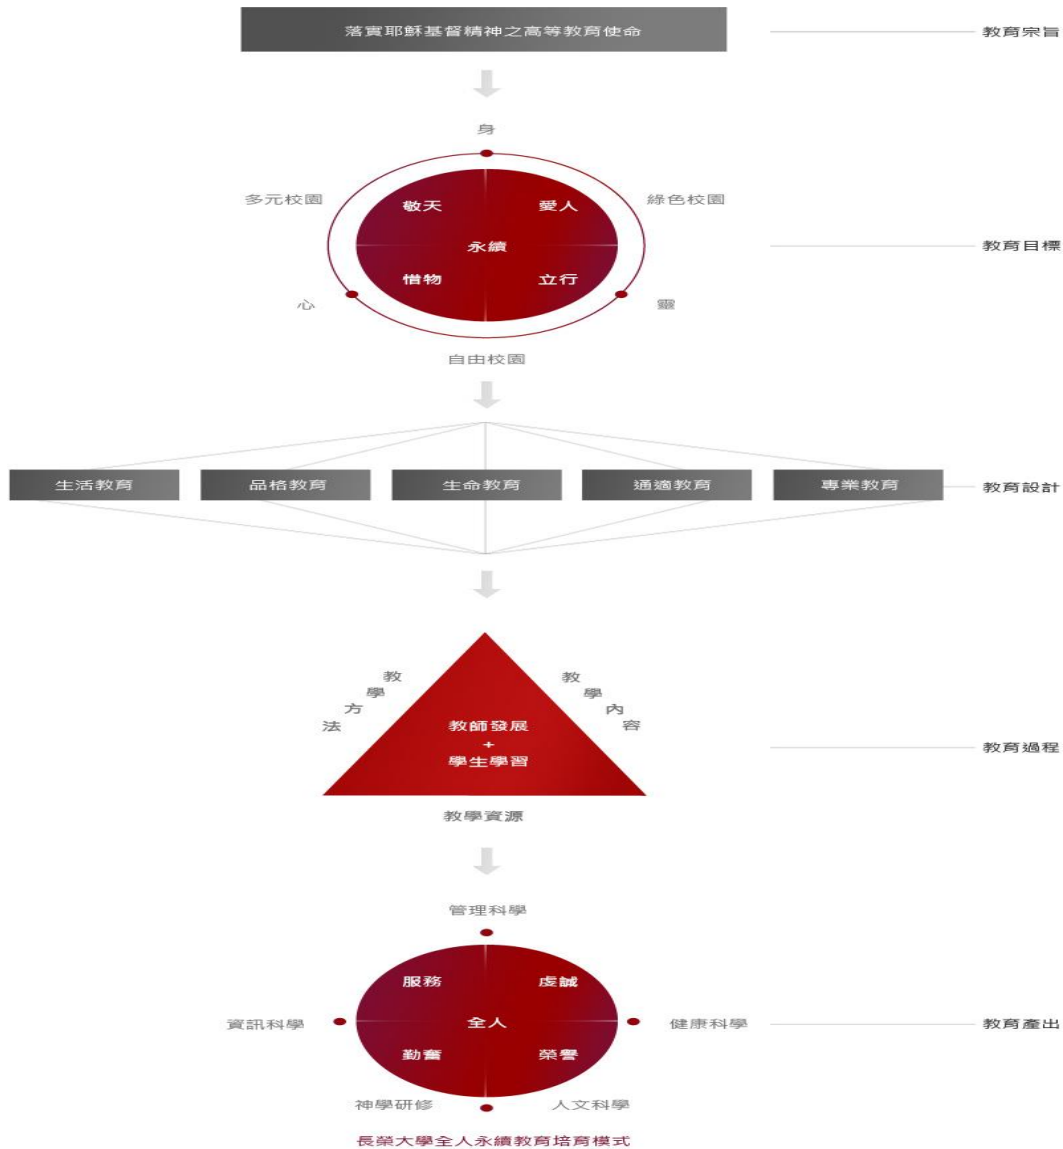 落實耶穌基督精神之高等教育使命
教育宗旨
身
多元校園
綠色校園
敬天
愛人
永續
教育目標
惜物
立行
心
靈
自由校園
生活教育
品格教育
生命教育
通適教育
專業教育
教育設計
教學方法
教學內容
教師發展
+
學生學習
教育過程
教學資源
管理科學
服務
虔誠
資訊科學
全人
健康科學
教育產出
勤奮
榮譽
神學研修
人文科學
長榮大學全人永續教育培育模式